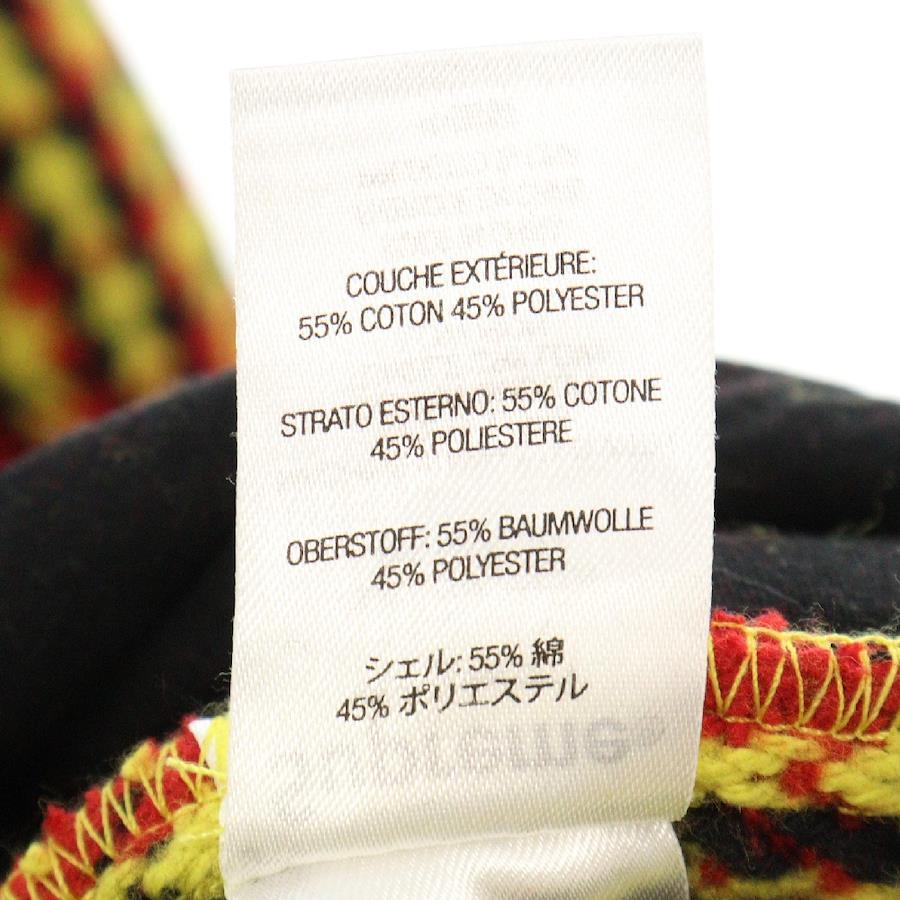 COUCHE EXTÉRIEURE:
55% COTON 45% POLYESTER
STRATO ESTERNO: 55% COTONE
45% POLIESTERE
OBERSTOFF: 55% BAUMWOLLE
45% POLYESTER
シェル: 55% 綿
45% ポリエステル